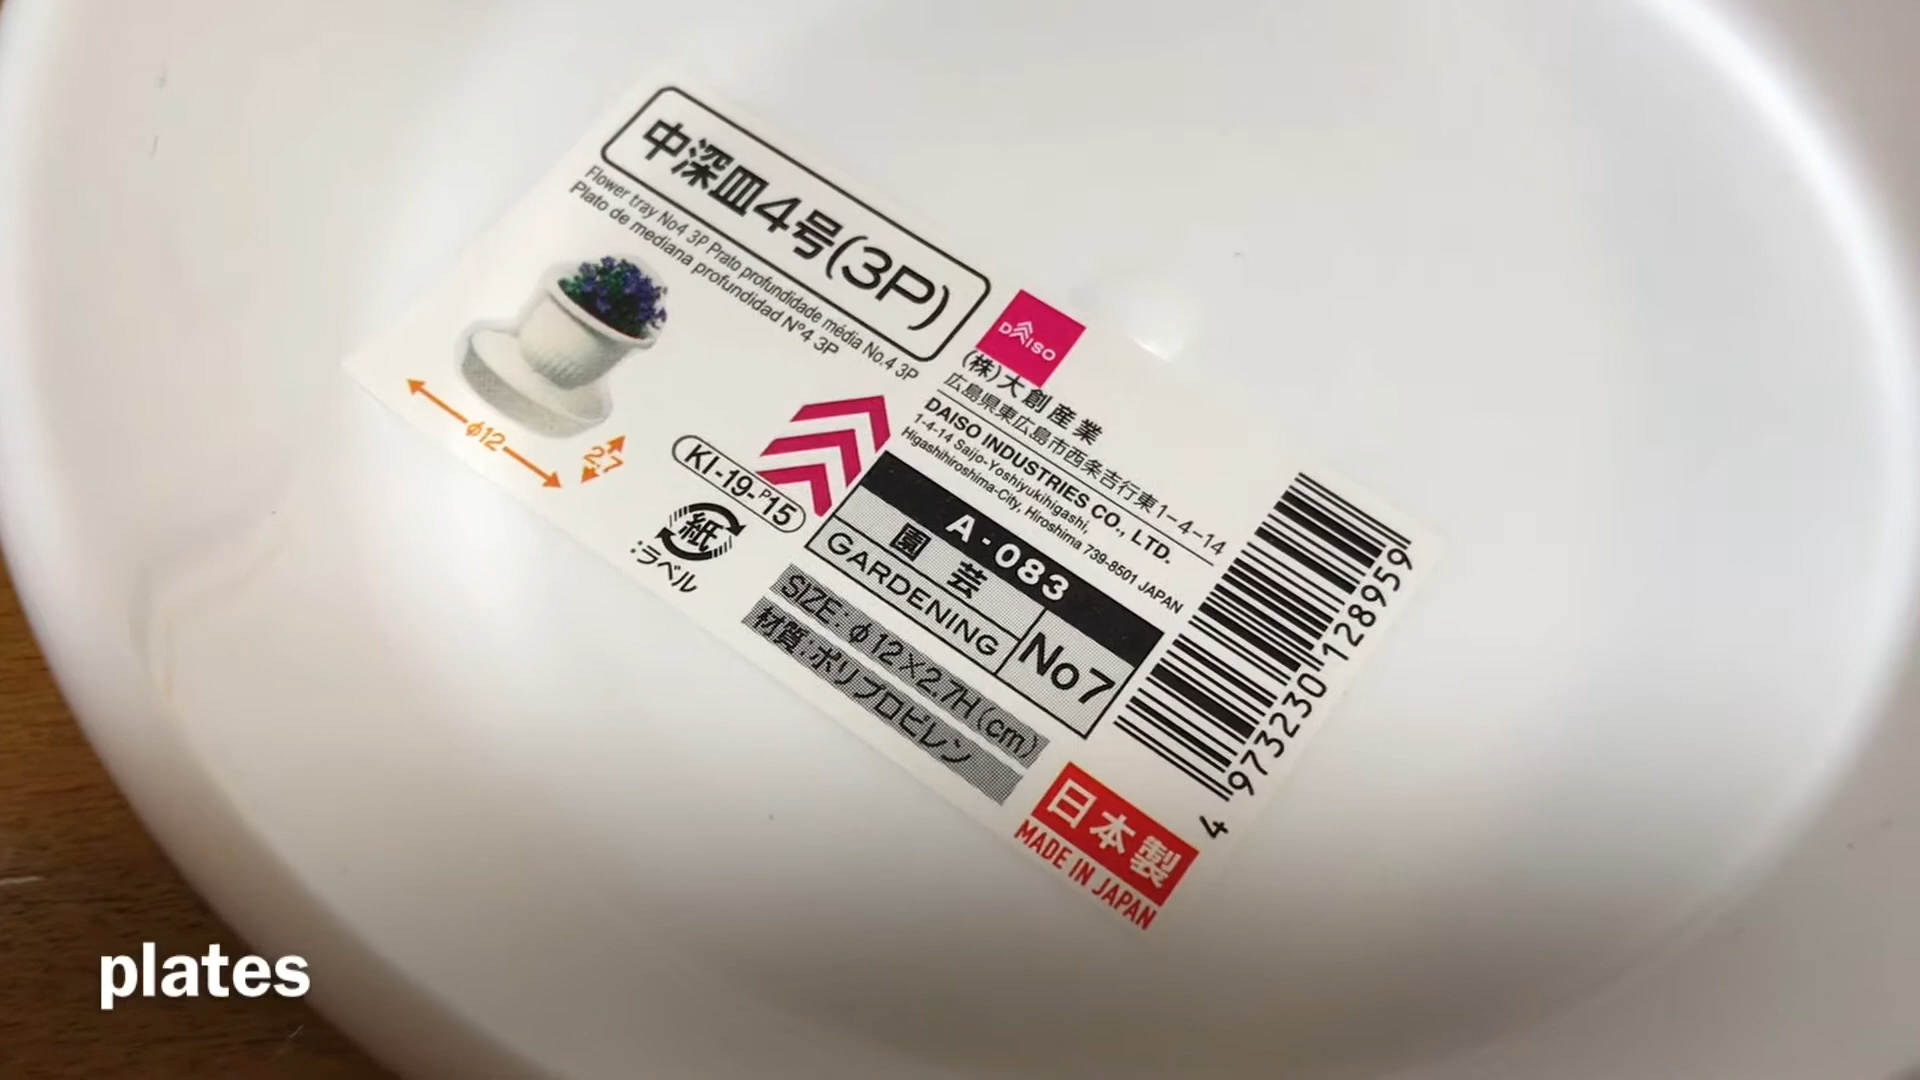 中深皿4号(3P)
Flower tray No4 3P Prato profundidade média No.4 3P
Plato de mediana profundidad N°4 3P
φ12
2.7
KI-19-P15
紙
:ラベル
DAISO
(株)大創産業
広島県東広島市西条吉行東1-4-14
DAISO INDUSTRIES CO., LTD.
1-4-14 Saijo-Yoshiyukihigashi,
Higashihiroshima-City, Hiroshima 739-8501 JAPAN
A・083
園芸
GARDENING
No7
SIZE:φ12×2.7H(cm)
材質:ポリプロピレン
日本製
MADE IN JAPAN
4 973230 128959
plates